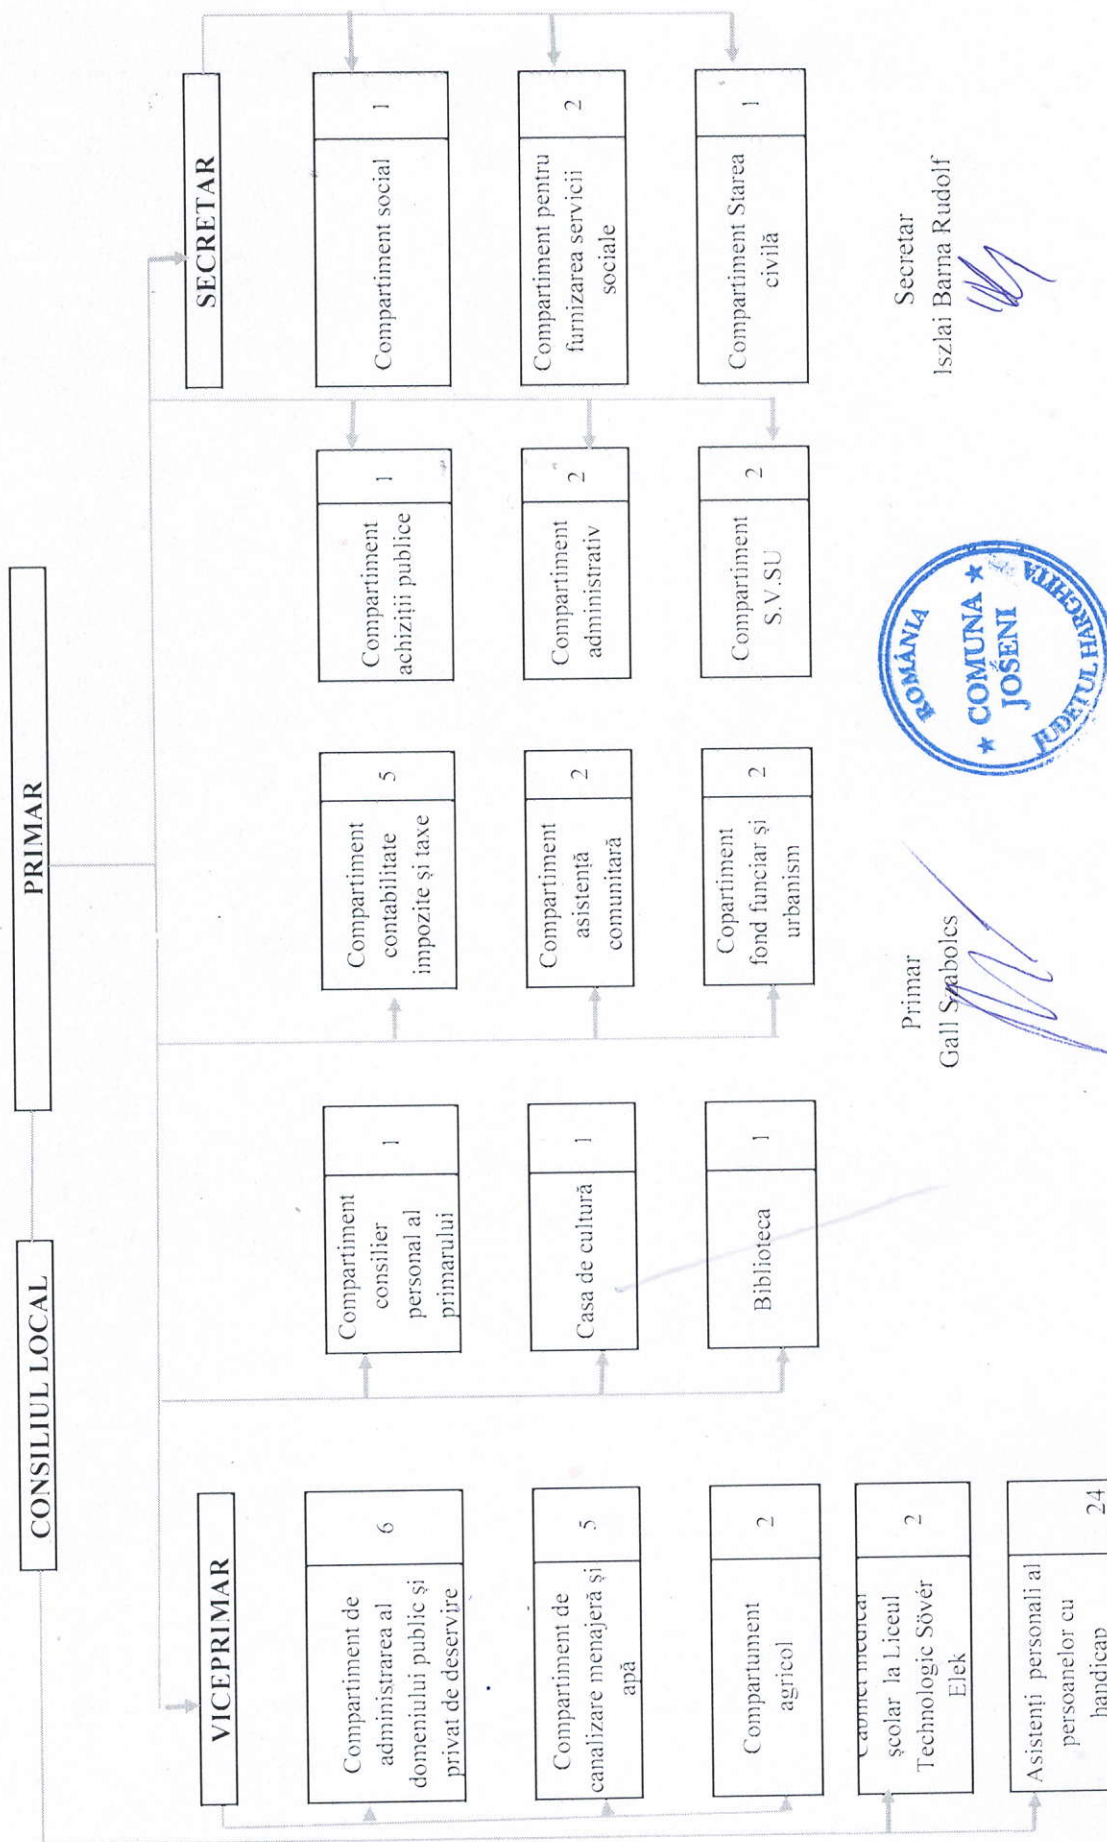 CONSILIUL LOCAL
PRIMAR
VICEPRIMAR
SECRETAR
Compartiment de
administrarea al
domeniului public și
privat de deservire
6
Compartiment de
canalizare menajeră și
apă
5
Compartument
agricol
2
Cabinet medical
școlar la Liceul
Technologic Sövér
Elek
2
Asistenți personali al
persoanelor cu
handicap
24
Compartiment
consilier
personal al
primarului
1
Casa de cultură
1
Biblioteca
1
Compartiment
contabilitate
impozite și taxe
5
Compartiment
asistență
comunitară
2
Copartiment
fond funciar și
urbanism
2
Compartiment
achiziții publice
1
Compartiment
administrativ
2
Compartiment
S.V.SU
2
Compartiment social
1
Compartiment pentru
furnizarea servicii
sociale
2
Compartiment Starea
civilă
1
Primar
Gall Szabolcs
ROMÂNIA
★ COMUNA ★
JOSENI
JUDEȚUL HARGHITA
Secretar
Iszlai Barna Rudolf